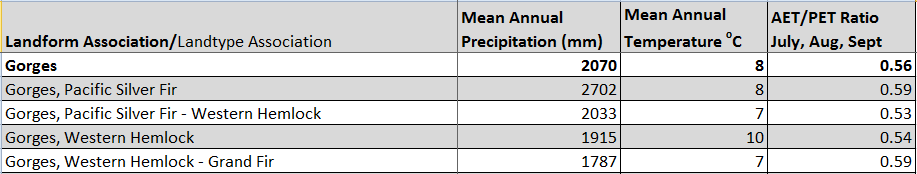 Landform Association/Landtype Association Mean Annual Precipitation (mm) Mean Annual Temperature °C AET/PET Ratio July, Aug, Sept
Gorges 2070 8 0.56
Gorges, Pacific Silver Fir 2702 8 0.59
Gorges, Pacific Silver Fir - Western Hemlock 2033 7 0.53
Gorges, Western Hemlock 1915 10 0.54
Gorges, Western Hemlock - Grand Fir 1787 7 0.59